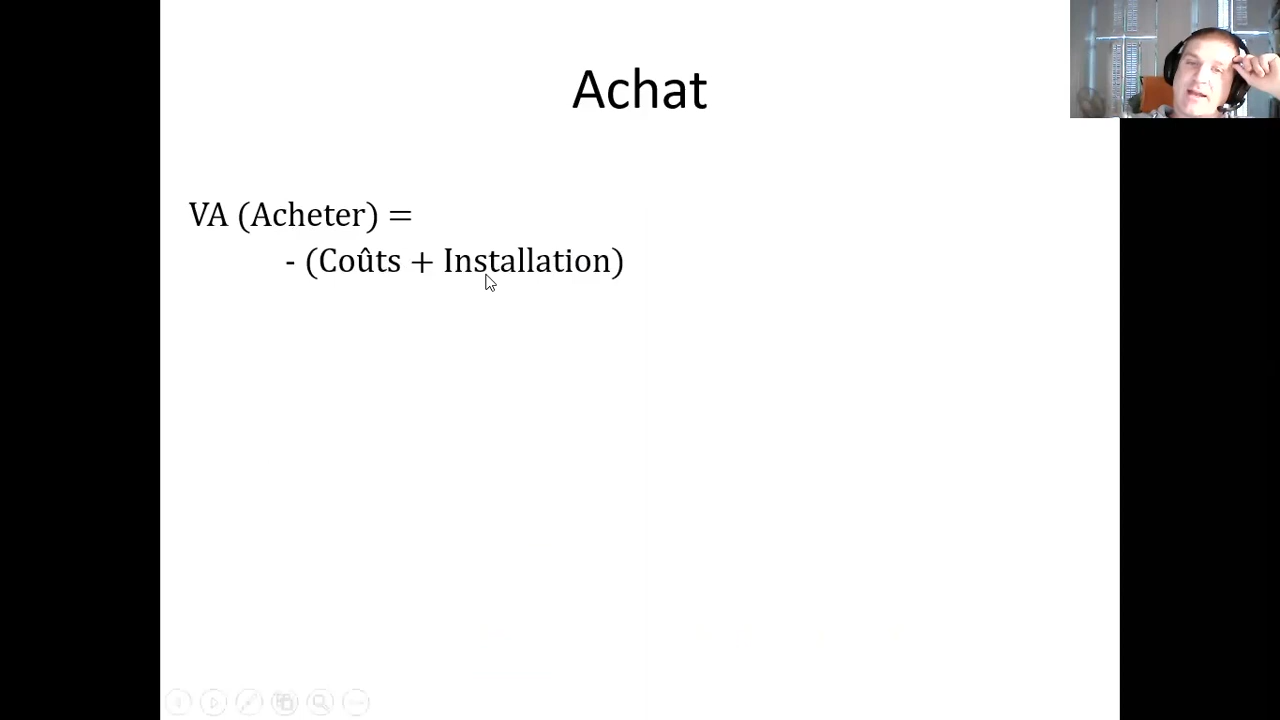 Achat
VA (Acheter) =
- (Coûts + Installation)